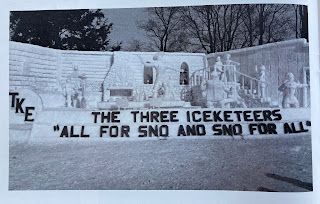 TKE
THE THREE ICEKETEERS
"ALL FOR SNO AND SNO FOR ALL"